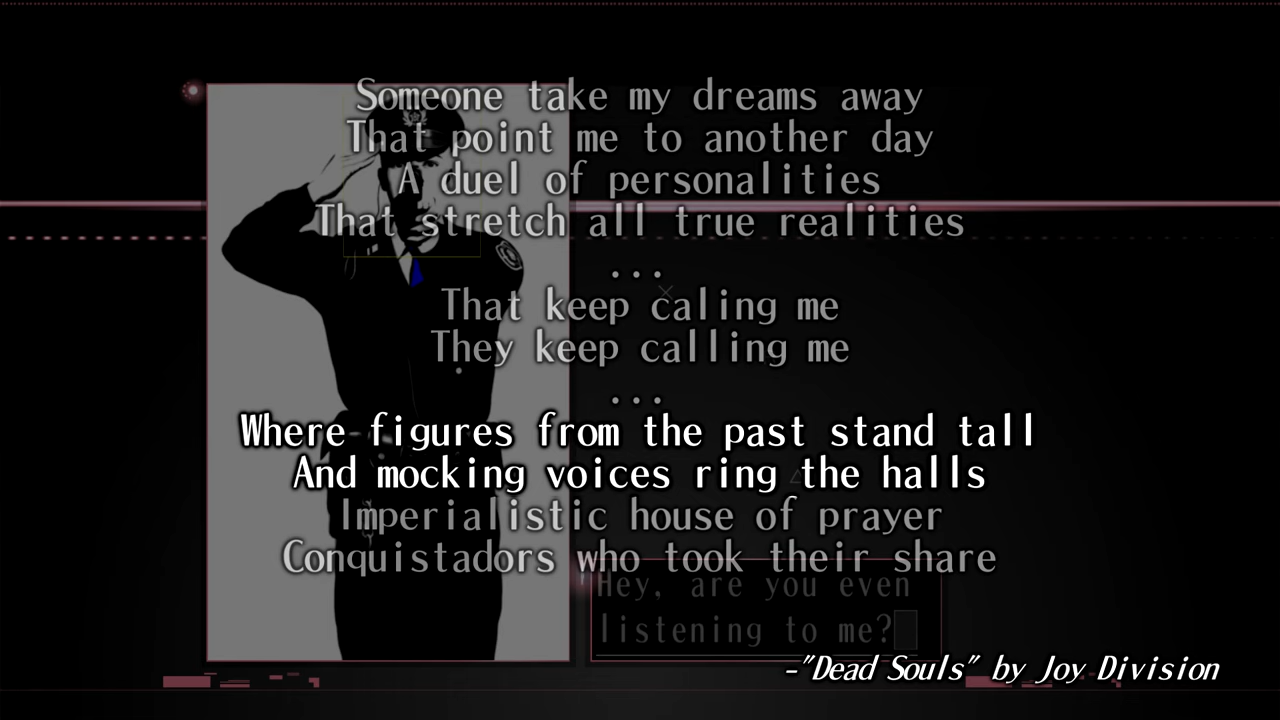 Someone take my dreams away
That point me to another day
A duel of personalities
That stretch all true realities
...
That keep caling me
They keep calling me
...
Where figures from the past stand tall
And mocking voices ring the halls
Imperialistic house of prayer
Conquistadors who took their share
Hey, are you even
listening to me?
-"Dead Souls" by Joy Division